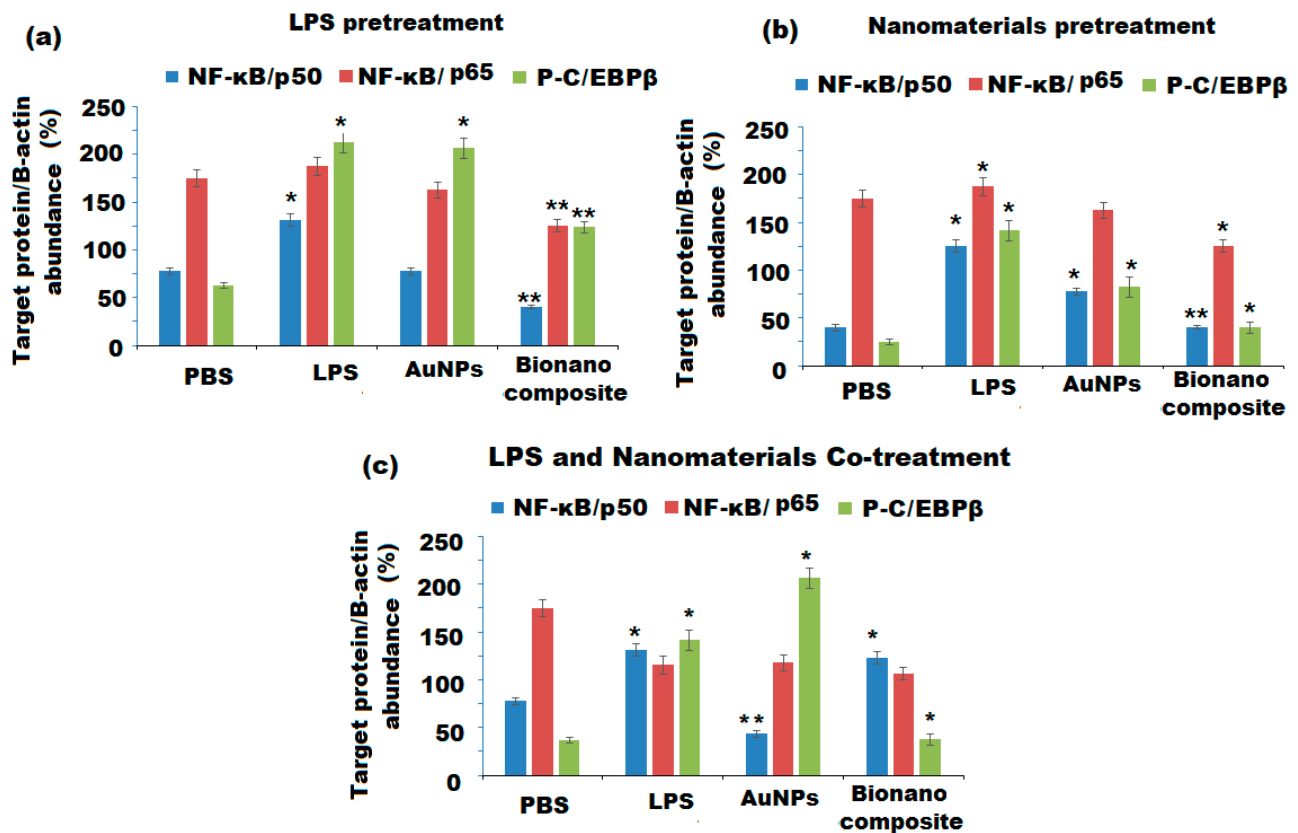 (a)
LPS pretreatment
NF-κB/p50 NF-κB/ p65 P-C/EBPβ
Target protein/B-actin
abundance (%)
250
200
150
100
50
0
* * * ** ** **
PBS LPS AuNPs Bionano
composite
(b)
Nanomaterials pretreatment
NF-κB/p50 NF-κB/ p65 P-C/EBPβ
Target protein/B-actin
abundance (%)
250
200
150
100
50
0
* * * * * ** * *
PBS LPS AuNPs Bionano
composite
(c)
LPS and Nanomaterials Co-treatment
NF-κB/p50 NF-κB/ p65 P-C/EBPβ
Target protein/B-actin
abundance (%)
250
200
150
100
50
0
* * ** * * *
PBS LPS AuNPs Bionano
composite